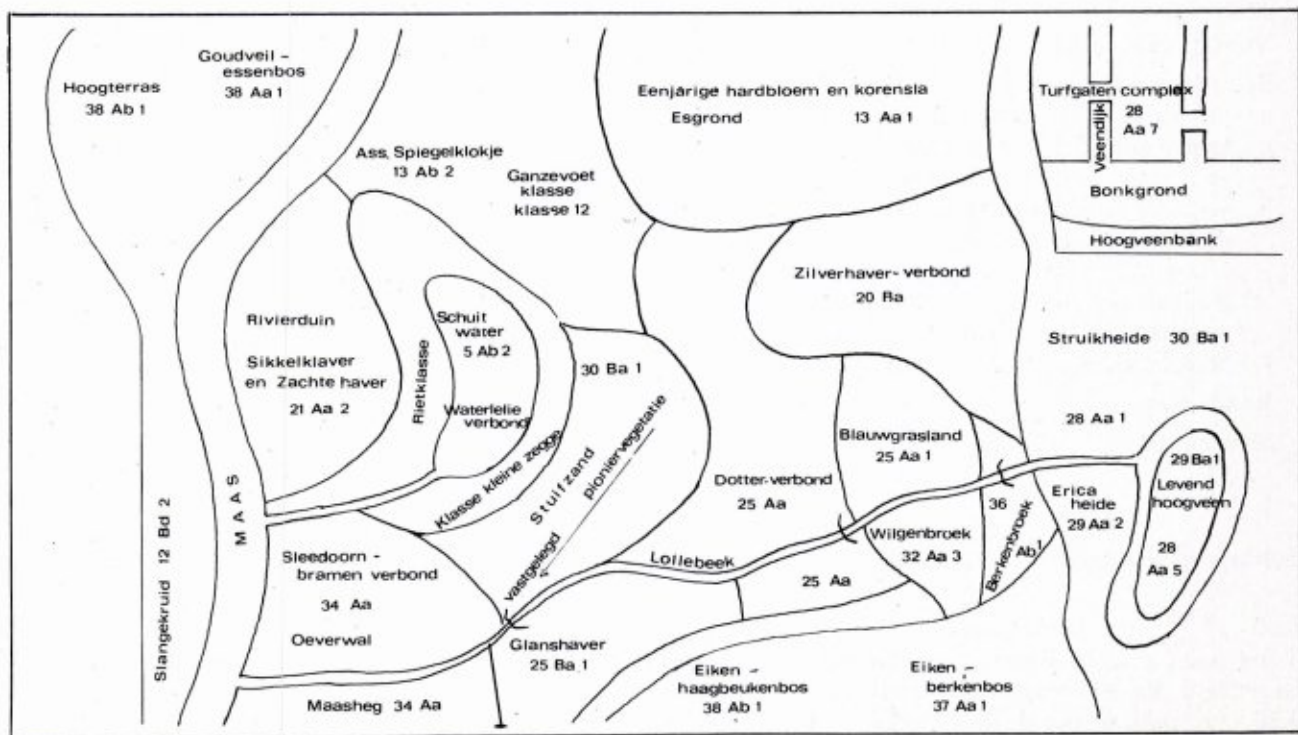 Hoogterras
38 Ab 1
Goudveil -
essenbos
38 Aa 1
Eenjarige hardbloem en korensla
Esgrond 13 Aa 1
Turfgaten complex
28
Aa 7
Veendijk
Bonkgrond
Hoogveenbank
Ass. Spiegelklokje
13 Ab 2
Ganzevoet
klasse
klasse 12
Zilverhaver-verbond
20 Ba
Rivierduin
Sikkelklaver
en Zachte haver
21 Aa 2
Rietklasse
Schuit
water
5 Ab 2
Waterlelie
verbond
Klasse kleine zegge
30 Ba 1
Stuifzand
pioniervegetatie
vastgelegd
Struikheide 30 Ba 1
28 Aa 1
Blauwgrasland
25 Aa 1
Dotter-verbond
25 Aa
29 Ba 1
Levend
hoogveen
28
Aa 5
Erica
heide
29 Aa 2
36
Berkenbroek
Ab 1
Wilgenbroek
32 Aa 3
25 Aa
Lollebeek
MAAS
Slangekruid 12 Bd 2
Sleedoorn-
bramen verbond
34 Aa
Oeverwal
Glanshaver
25 Ba 1
Maasheg 34 Aa
Eiken -
haagbeukenbos
38 Ab 1
Eiken -
berkenbos
37 Aa 1